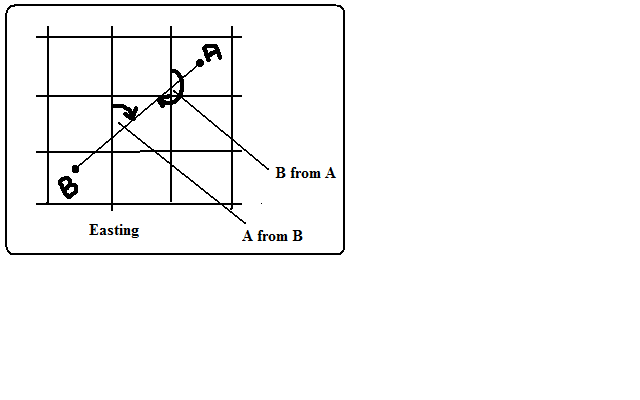 A
B
B from A
Easting
A from B